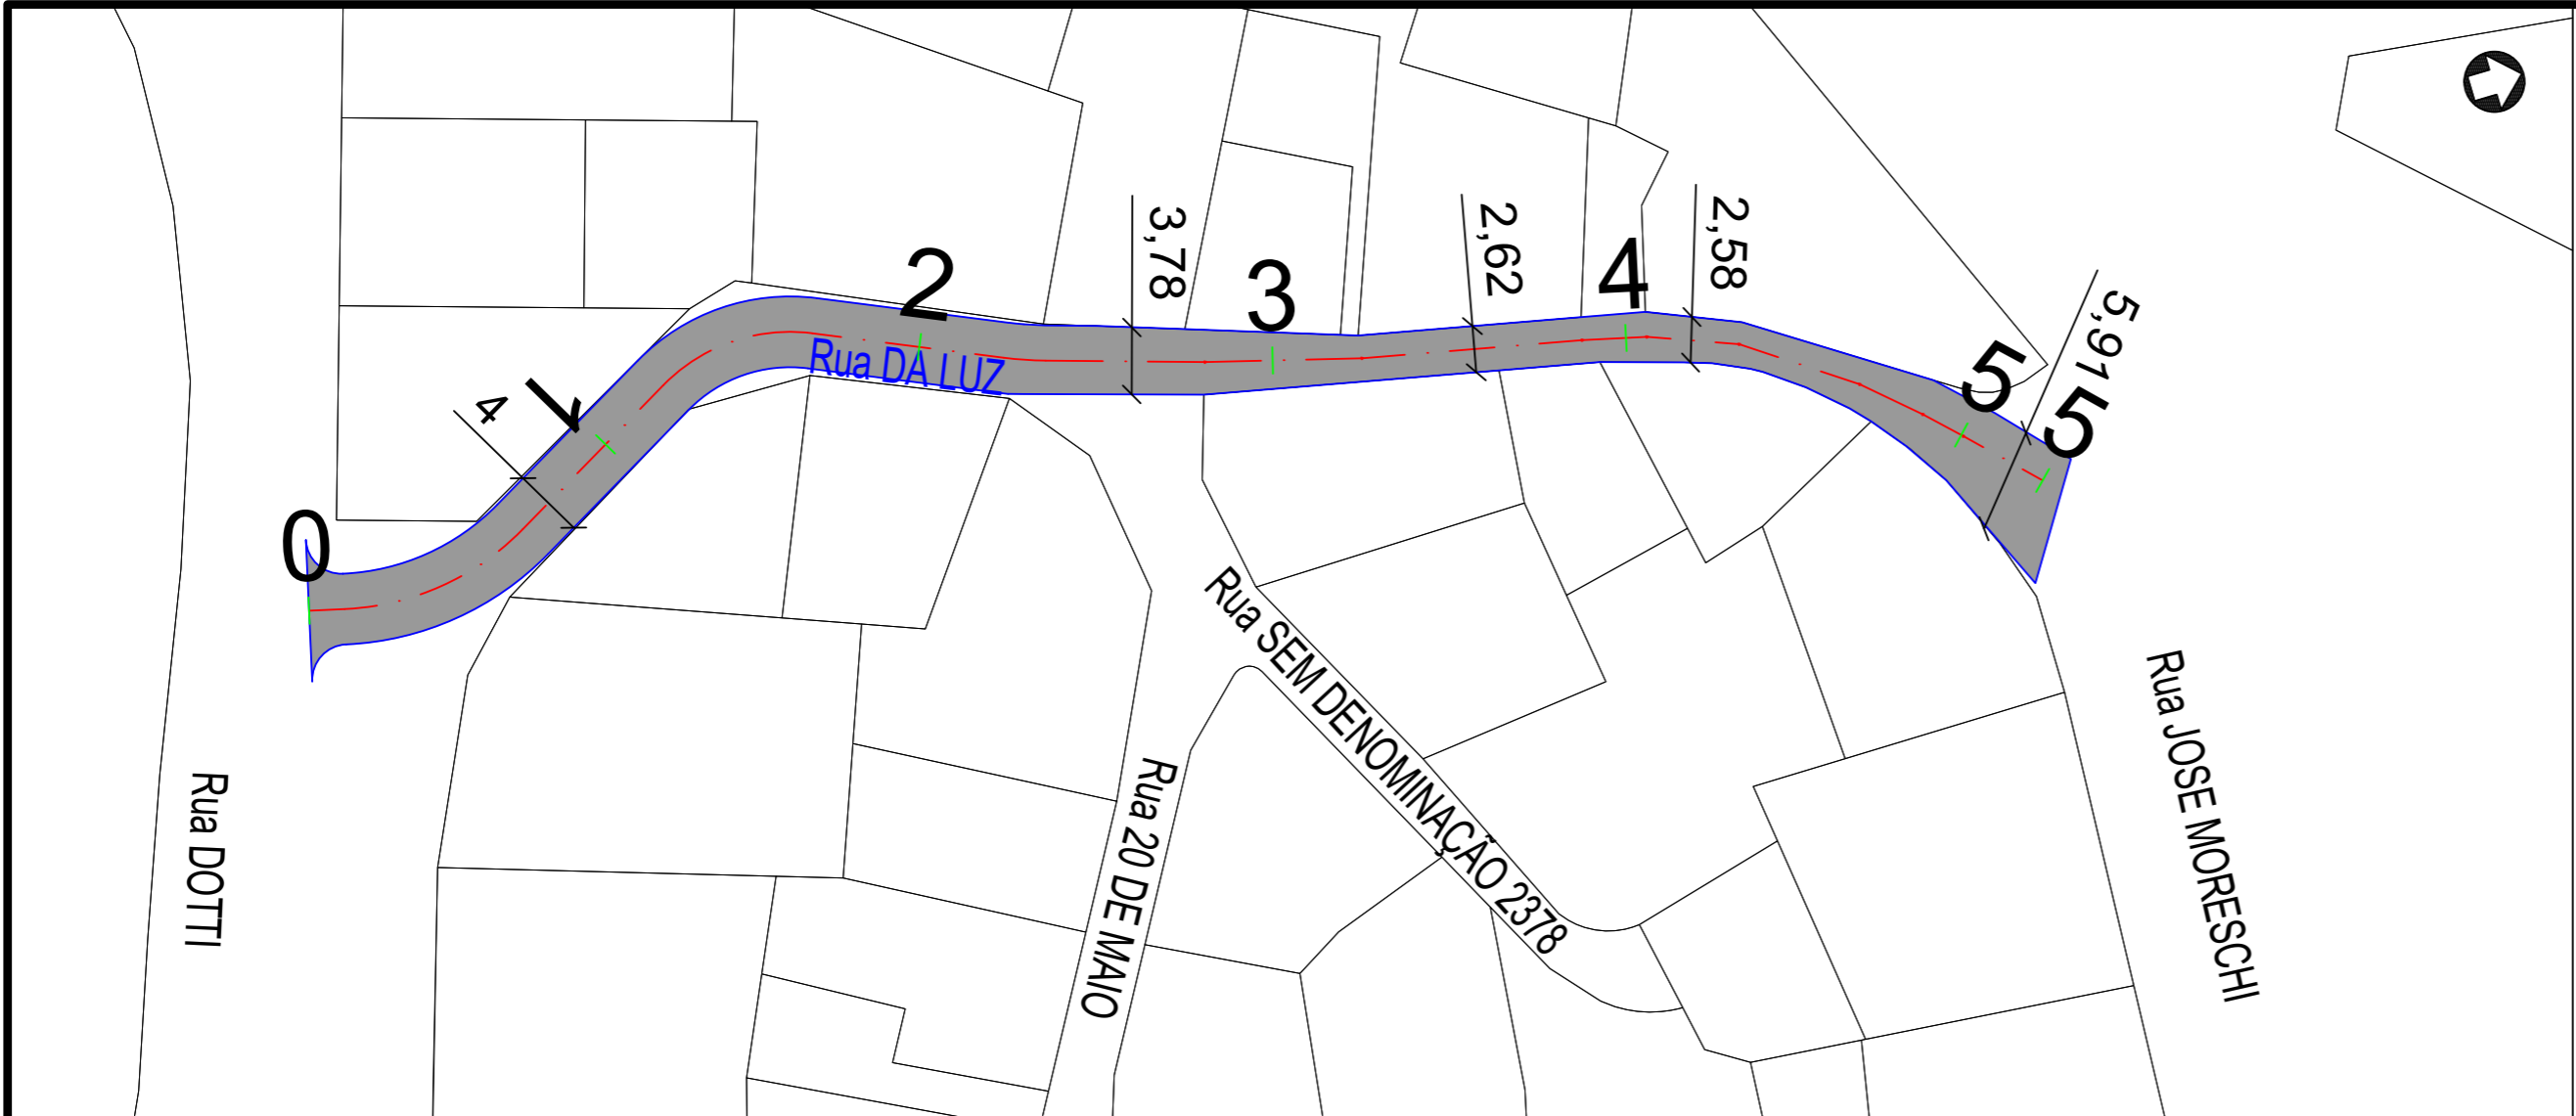 0
4
1
2
Rua DA LUZ
3,78
3
2,62
4
2,58
5
5,91
5
Rua DOTTI
Rua 20 DE MAIO
Rua SEM DENOMINAÇÃO 2378
Rua JOSE MORESCHI